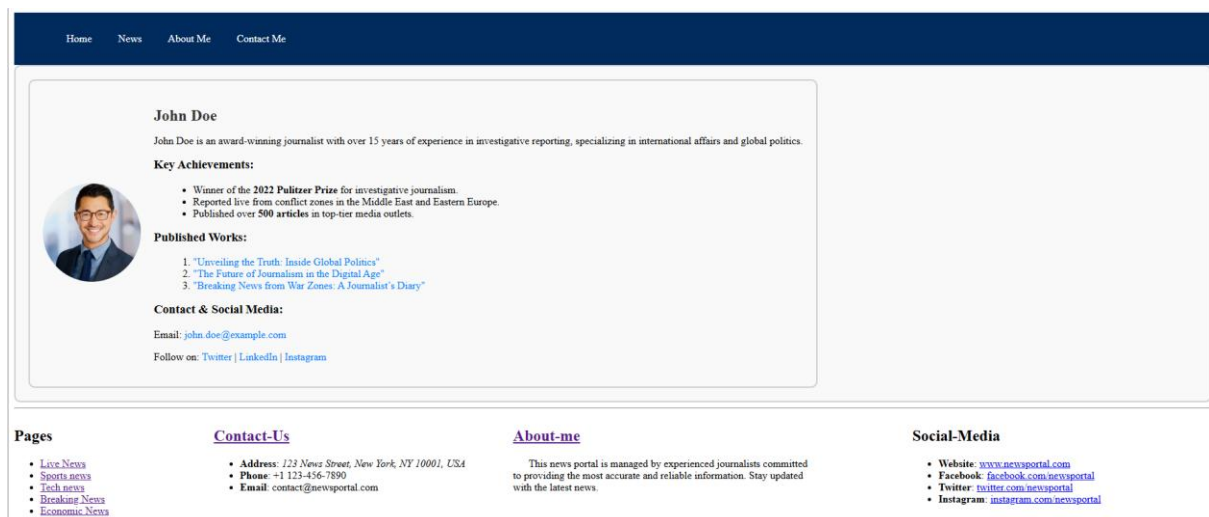 Home News About Me Contact Me
John Doe
John Doe is an award-winning journalist with over 15 years of experience in investigative reporting, specializing in international affairs and global politics.
Key Achievements:
• Winner of the 2022 Pulitzer Prize for investigative journalism.
• Reported live from conflict zones in the Middle East and Eastern Europe.
• Published over 500 articles in top-tier media outlets.
Published Works:
1. "Unveiling the Truth: Inside Global Politics"
2. "The Future of Journalism in the Digital Age"
3. "Breaking News from War Zones: A Journalist's Diary"
Contact & Social Media:
Email: john.doe@example.com
Follow on: Twitter | LinkedIn | Instagram
Pages
• Live News
• Sports news
• Tech news
• Breaking News
• Economic News
Contact-Us
• Address: 123 News Street, New York, NY 10001, USA
• Phone: +1 123-456-7890
• Email: contact@newsportal.com
About-me
This news portal is managed by experienced journalists committed
to providing the most accurate and reliable information. Stay updated
with the latest news.
Social-Media
• Website: www.newsportal.com
• Facebook: facebook.com/newsportal
• Twitter: twitter.com/newsportal
• Instagram: instagram.com/newsportal